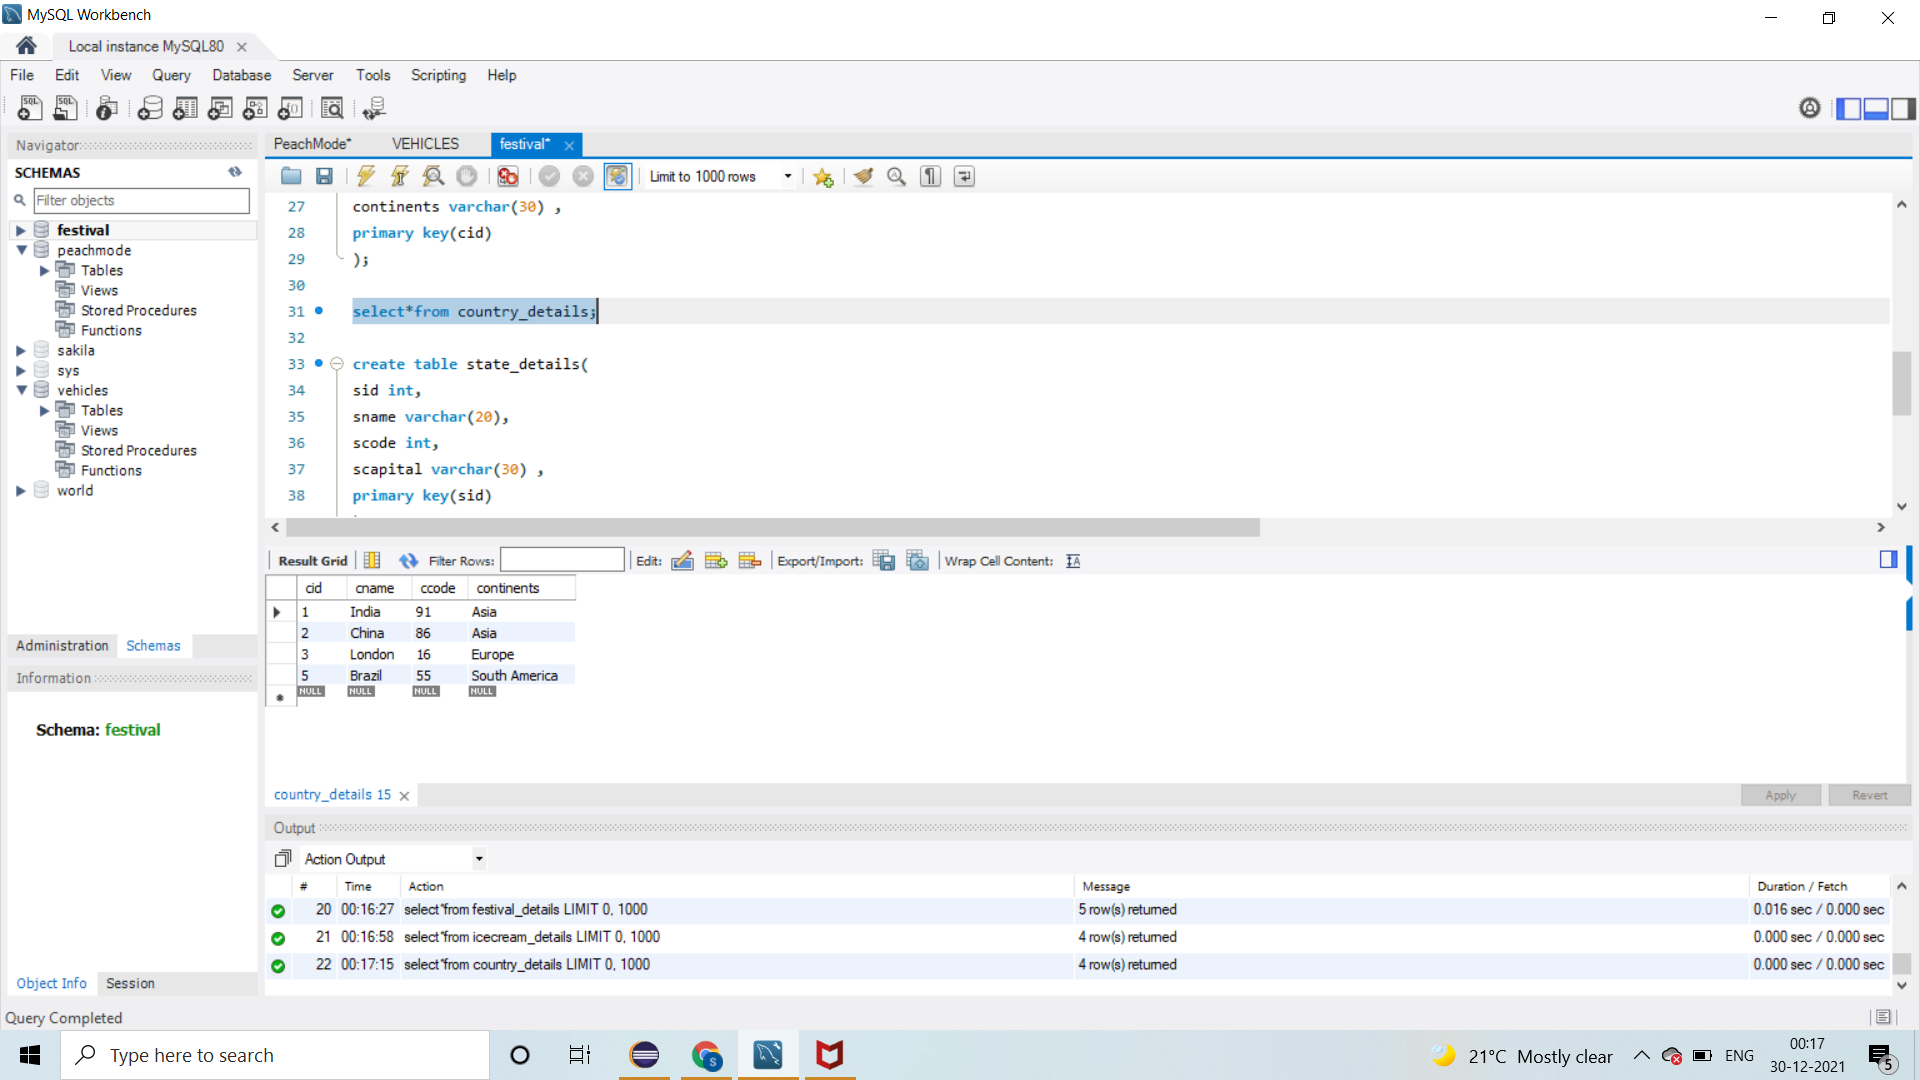 MySQL Workbench
Local instance MySQL80
File Edit View Query Database Server Tools Scripting Help
Navigator
PeachMode* VEHICLES festival*
SCHEMAS
Limit to 1000 rows
Filter objects
festival
peachmode
Tables
Views
Stored Procedures
Functions
sakila
sys
vehicles
Tables
Views
Stored Procedures
Functions
world
27 continents varchar(30) ,
28 primary key(cid)
29 );
30
31 select*from country_details;
32
33 create table state_details(
34 sid int,
35 sname varchar(20),
36 scode int,
37 scapital varchar(30) ,
38 primary key(sid)
Result Grid Filter Rows: Edit: Export/Import: Wrap Cell Content:
cid cname ccode continents
1 India 91 Asia
2 China 86 Asia
3 London 16 Europe
5 Brazil 55 South America
NULL NULL NULL NULL
Administration Schemas
Information
Schema: festival
country_details 15
Apply Revert
Output
Action Output
# Time Action Message Duration / Fetch
20 00:16:27 select*from festival_details LIMIT 0, 1000 5 row(s) returned 0.016 sec / 0.000 sec
21 00:16:58 select*from icecream_details LIMIT 0, 1000 4 row(s) returned 0.000 sec / 0.000 sec
22 00:17:15 select*from country_details LIMIT 0, 1000 4 row(s) returned 0.000 sec / 0.000 sec
Object Info Session
Query Completed
Type here to search
21°C Mostly clear
ENG
00:17
30-12-2021
5